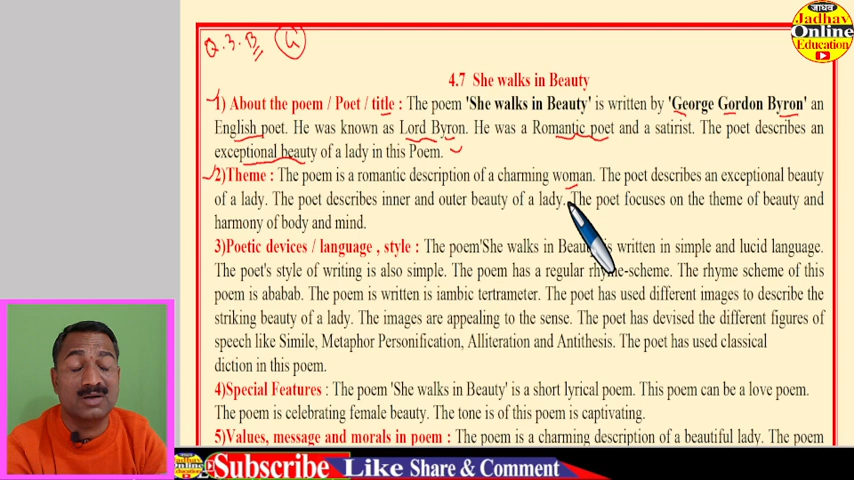 जाधव
Jadhav
Online
Education
Q.3.B
4.7 She walks in Beauty
1) About the poem / Poet / title : The poem 'She walks in Beauty' is written by 'George Gordon Byron' an
English poet. He was known as Lord Byron. He was a Romantic poet and a satirist. The poet describes an
exceptional beauty of a lady in this Poem.
2)Theme : The poem is a romantic description of a charming woman. The poet describes an exceptional beauty
of a lady. The poet describes inner and outer beauty of a lady. The poet focuses on the theme of beauty and
harmony of body and mind.
3)Poetic devices / language , style : The poem'She walks in Beauty is written in simple and lucid language.
The poet's style of writing is also simple. The poem has a regular rhyme-scheme. The rhyme scheme of this
poem is ababab. The poem is written is iambic tertrameter. The poet has used different images to describe the
striking beauty of a lady. The images are appealing to the sense. The poet has devised the different figures of
speech like Simile, Metaphor Personification, Alliteration and Antithesis. The poet has used classical
diction in this poem.
4)Special Features : The poem 'She walks in Beauty' is a short lyrical poem. This poem can be a love poem.
The poem is celebrating female beauty. The tone is of this poem is captivating.
5)Values, message and morals in poem : The poem is a charming description of a beautiful lady. The poem
Online
Subscribe Like Share & Comment